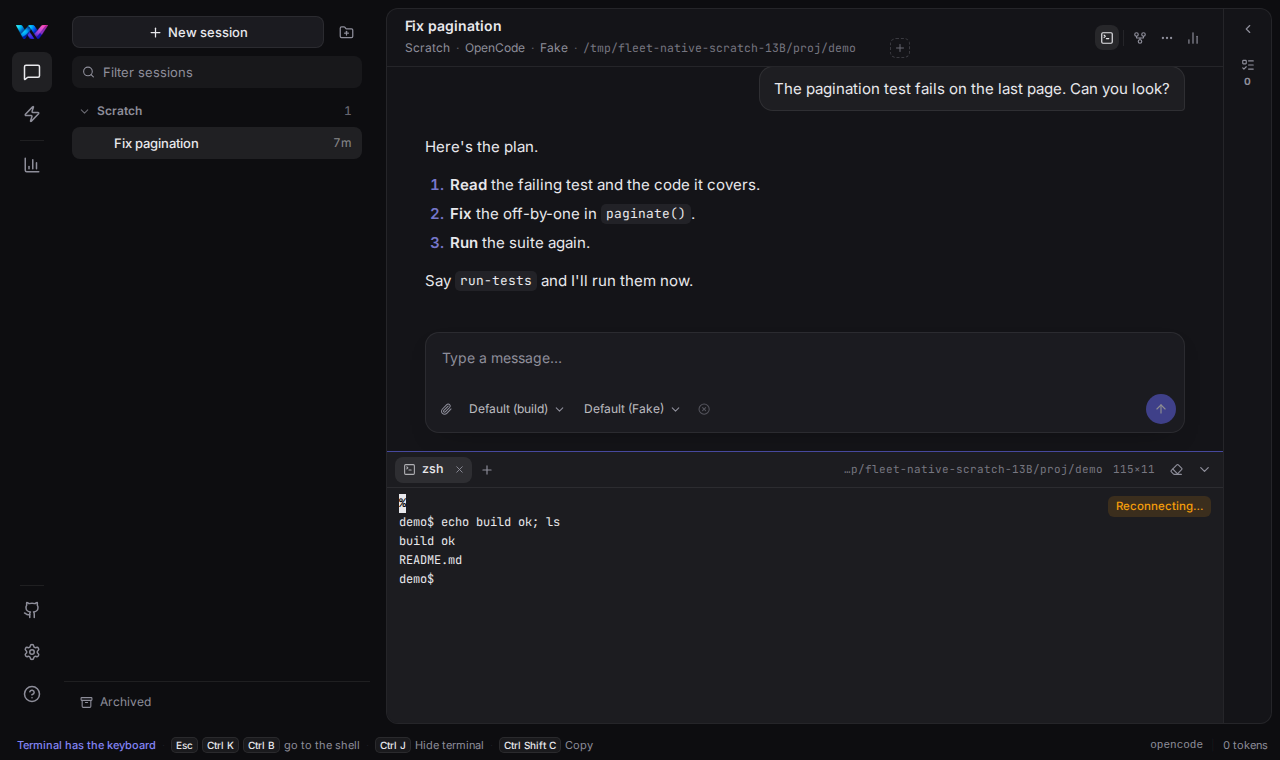 New session
Filter sessions
Scratch 1
Fix pagination 7m
Archived
Fix pagination
Scratch · OpenCode · Fake · /tmp/fleet-native-scratch-13B/proj/demo
0
The pagination test fails on the last page. Can you look?
Here's the plan.
1. Read the failing test and the code it covers.
2. Fix the off-by-one in paginate().
3. Run the suite again.
Say run-tests and I'll run them now.
Type a message...
Default (build) Default (Fake)
zsh …p/fleet-native-scratch-13B/proj/demo 115×11
%
Reconnecting…
demo$ echo build ok; ls
build ok
README.md
demo$
Terminal has the keyboard Esc Ctrl K Ctrl B go to the shell Ctrl J Hide terminal Ctrl Shift C Copy opencode 0 tokens